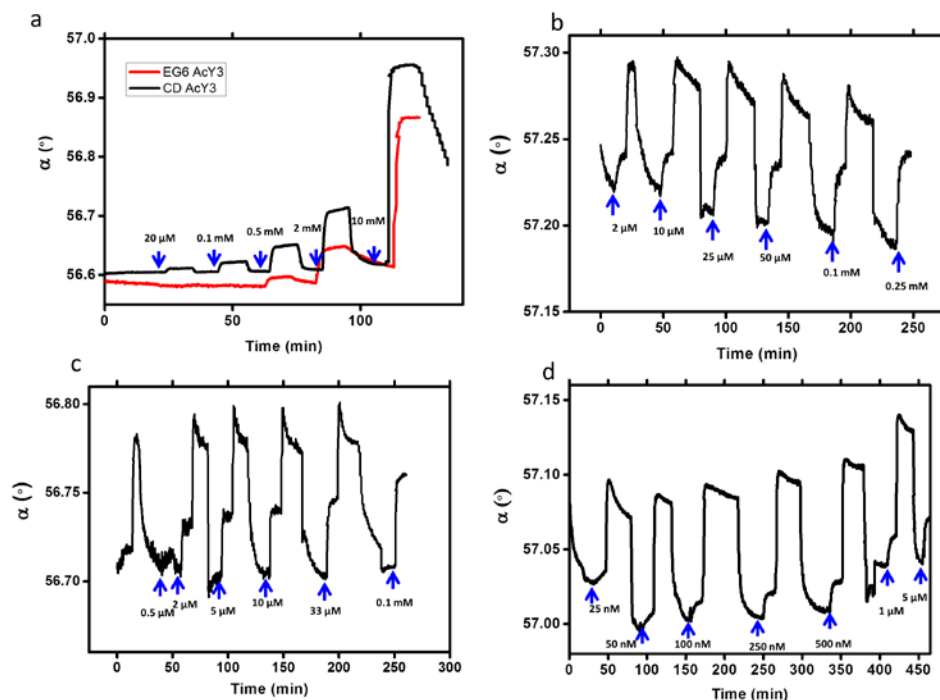 a
57.0
56.9
56.8
56.7
56.6
α (°)
EG6 AcY3
CD AcY3
20 µM
0.1 mM
0.5 mM
2 mM
10 mM
0
50
100
Time (min)
b
57.30
57.25
57.20
57.15
α (°)
2 µM
10 µM
25 µM
50 µM
0.1 mM
0.25 mM
0
50
100
150
200
250
Time (min)
c
56.80
56.75
56.70
α (°)
0.5 µM
2 µM
5 µM
10 µM
33 µM
0.1 mM
0
50
100
150
200
250
300
Time (min)
d
57.15
57.10
57.05
57.00
α (°)
25 nM
50 nM
100 nM
250 nM
500 nM
1 µM
5 µM
0
50
100
150
200
250
300
350
400
450
Time (min)